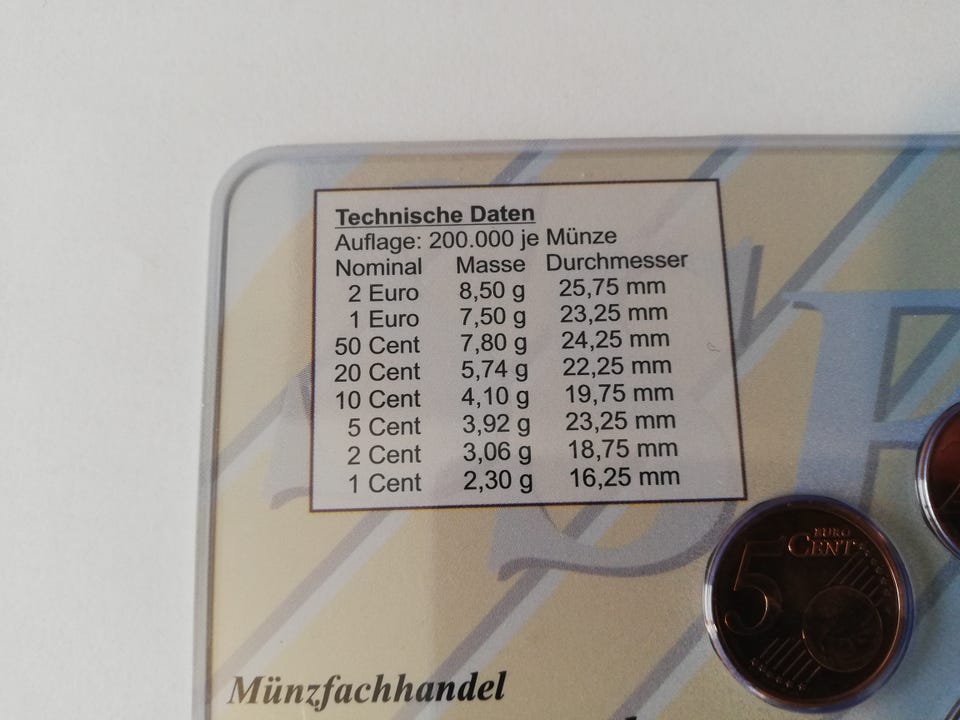 Technische Daten
Auflage: 200.000 je Münze
Nominal Masse Durchmesser
2 Euro 8,50 g 25,75 mm
1 Euro 7,50 g 23,25 mm
50 Cent 7,80 g 24,25 mm
20 Cent 5,74 g 22,25 mm
10 Cent 4,10 g 19,75 mm
5 Cent 3,92 g 23,25 mm
2 Cent 3,06 g 18,75 mm
1 Cent 2,30 g 16,25 mm
5 EURO
CENT
Münzfachhandel